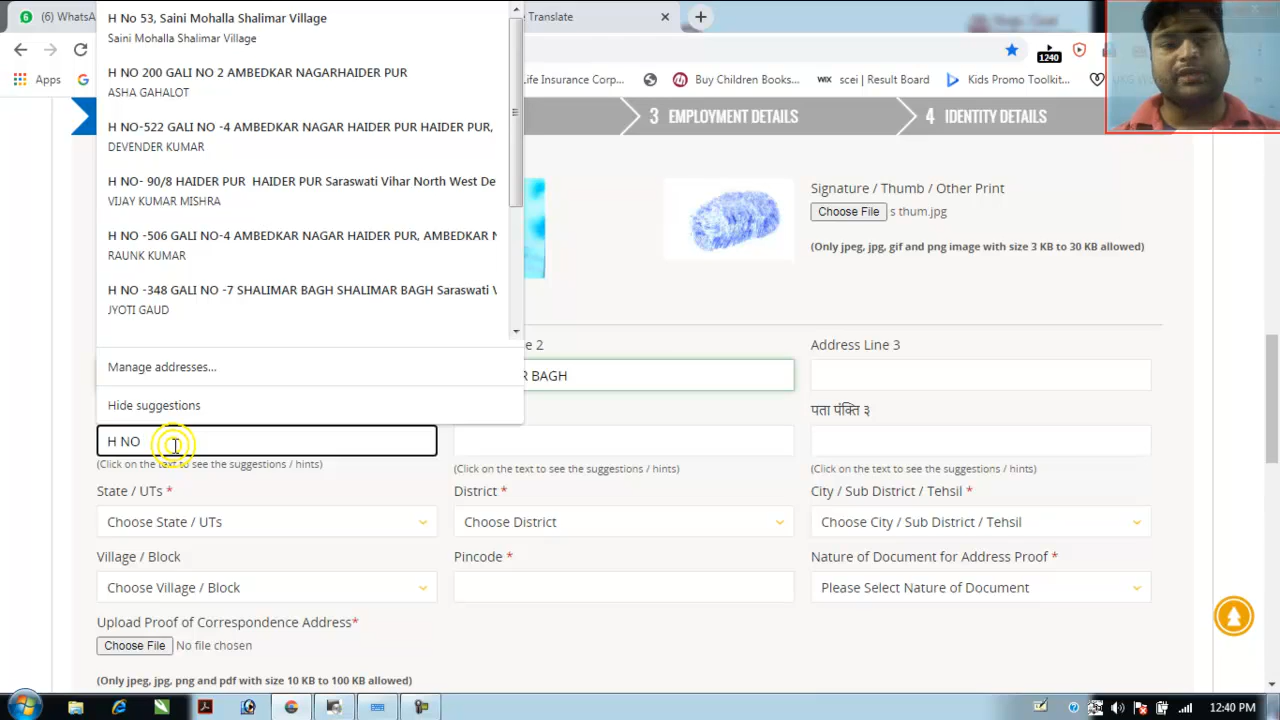 6 WhatsA
Translate
Apps
Life Insurance Corp...
Buy Children Books...
WiX scei | Result Board
Kids Promo Toolkit...
1240
3 EMPLOYMENT DETAILS
4 IDENTITY DETAILS
H No 53, Saini Mohalla Shalimar Village
Saini Mohalla Shalimar Village
H NO 200 GALI NO 2 AMBEDKAR NAGARHAIDER PUR
ASHA GAHALOT
H NO-522 GALI NO -4 AMBEDKAR NAGAR HAIDER PUR HAIDER PUR,
DEVENDER KUMAR
H NO- 90/8 HAIDER PUR HAIDER PUR Saraswati Vihar North West De
VIJAY KUMAR MISHRA
H NO -506 GALI NO-4 AMBEDKAR NAGAR HAIDER PUR, AMBEDKAR N
RAUNK KUMAR
H NO -348 GALI NO -7 SHALIMAR BAGH SHALIMAR BAGH Saraswati V
JYOTI GAUD
Manage addresses...
Hide suggestions
Signature / Thumb / Other Print
Choose File s thum.jpg
(Only jpeg, jpg, gif and png image with size 3 KB to 30 KB allowed)
e 2
Address Line 3
R BAGH
पता पंक्ति ३
H NO
(Click on the text to see the suggestions / hints)
(Click on the text to see the suggestions / hints)
(Click on the text to see the suggestions / hints)
State / UTs *
District *
City / Sub District / Tehsil *
Choose State / UTs
Choose District
Choose City / Sub District / Tehsil
Village / Block
Pincode *
Nature of Document for Address Proof *
Choose Village / Block
Please Select Nature of Document
Upload Proof of Correspondence Address*
Choose File No file chosen
(Only jpeg, jpg, png and pdf with size 10 KB to 100 KB allowed)
12:40 PM